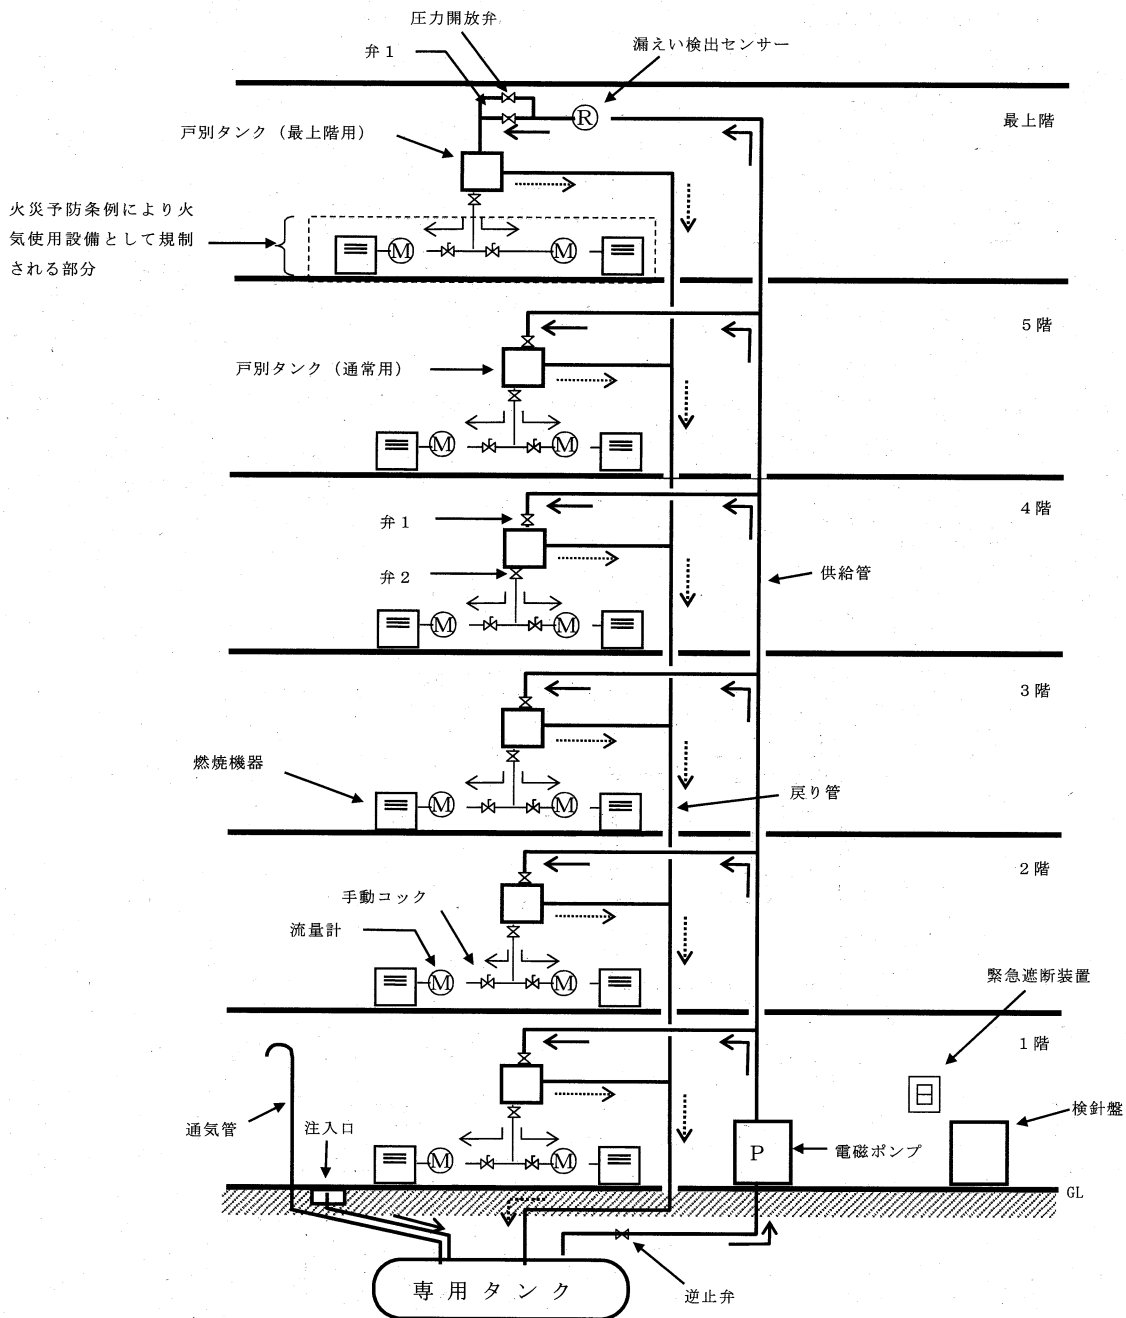 圧力開放弁
弁1
漏えい検出センサー
R
最上階
戸別タンク（最上階用）
火災予防条例により火
気使用設備として規制
される部分
M
M
5階
戸別タンク（通常用）
M
M
4階
弁1
弁2
供給管
M
M
3階
燃焼機器
戻り管
M
M
2階
手動コック
流量計
M
M
緊急遮断装置
1階
検針盤
通気管
注入口
P
電磁ポンプ
M
M
GL
専用タンク
逆止弁